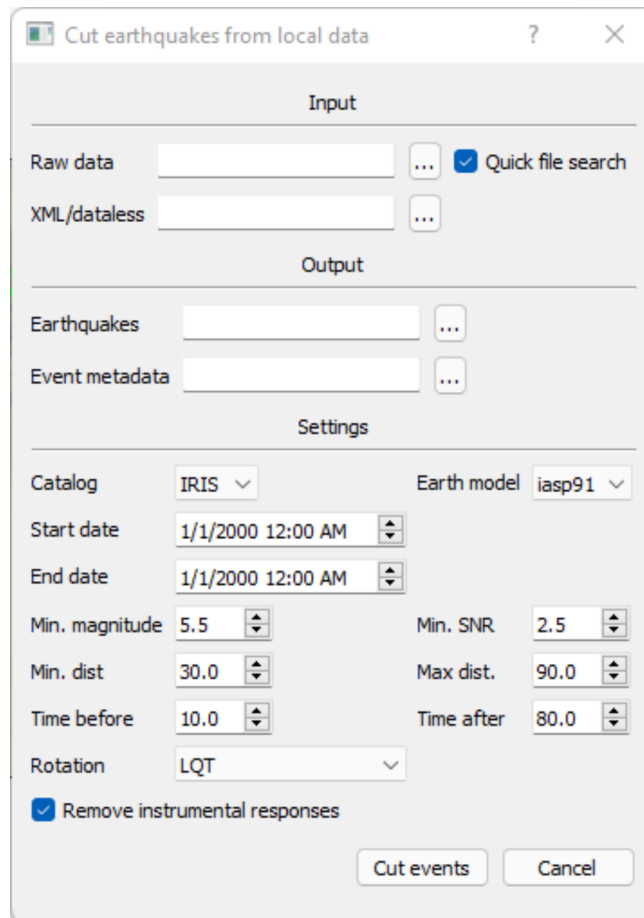 Cut earthquakes from local data ?
Input
Raw data ... Quick file search
XML/dataless ...
Output
Earthquakes ...
Event metadata ...
Settings
Catalog IRIS Earth model iasp91
Start date 1/1/2000 12:00 AM
End date 1/1/2000 12:00 AM
Min. magnitude 5.5 Min. SNR 2.5
Min. dist 30.0 Max dist. 90.0
Time before 10.0 Time after 80.0
Rotation LQT
Remove instrumental responses
Cut events Cancel